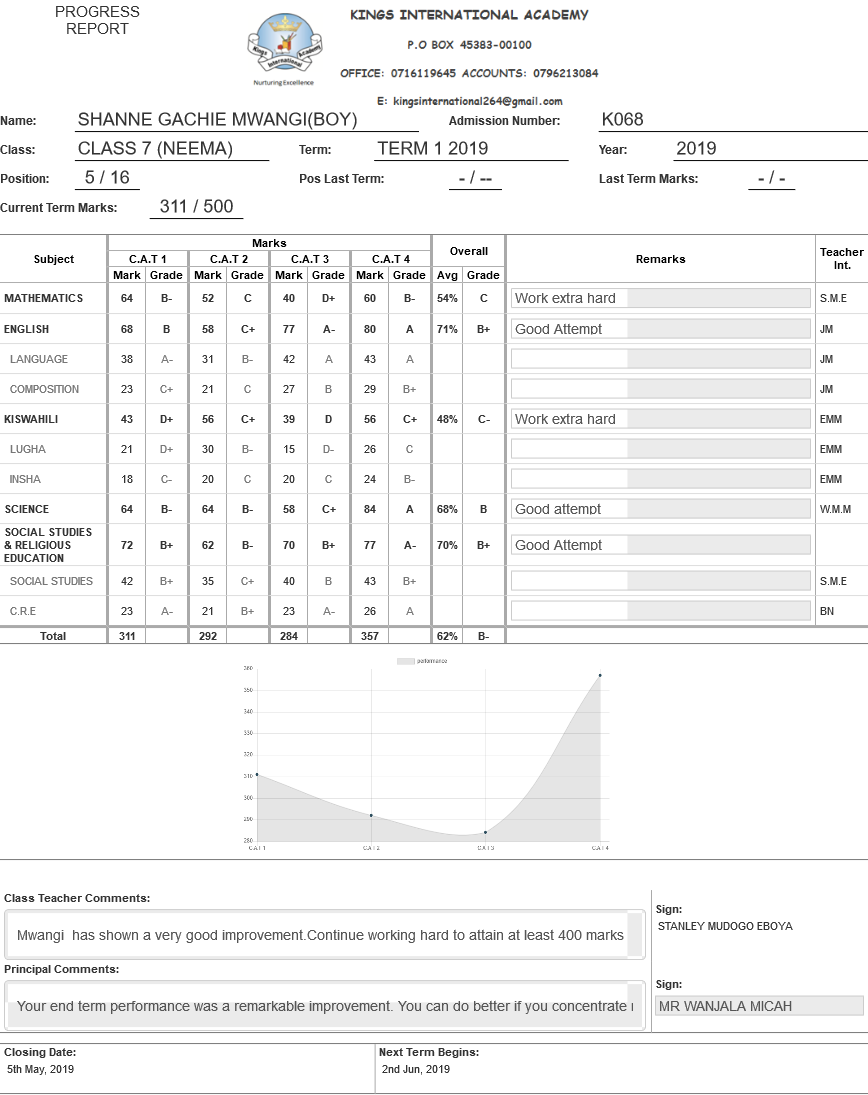 PROGRESS
REPORT
KINGS INTERNATIONAL ACADEMY
P.O BOX 45383-00100
OFFICE: 0716119645 ACCOUNTS: 0796213084
E: kingsinternational264@gmail.com
Kings Academy
International
Nurturing Excellence
Name: SHANNE GACHIE MWANGI(BOY) Admission Number: K068
Class: CLASS 7 (NEEMA) Term: TERM 1 2019 Year: 2019
Position: 5 / 16 Pos Last Term: - / -- Last Term Marks: - / -
Current Term Marks: 311 / 500
Subject Marks Overall Remarks Teacher Int.
C.A.T 1 C.A.T 2 C.A.T 3 C.A.T 4
Mark Grade Mark Grade Mark Grade Mark Grade Avg Grade
MATHEMATICS 64 B- 52 C 40 D+ 60 B- 54% C Work extra hard S.M.E
ENGLISH 68 B 58 C+ 77 A- 80 A 71% B+ Good Attempt JM
LANGUAGE 38 A- 31 B- 42 A 43 A JM
COMPOSITION 23 C+ 21 C 27 B 29 B+ JM
KISWAHILI 43 D+ 56 C+ 39 D 56 C+ 48% C- Work extra hard EMM
LUGHA 21 D+ 30 B- 15 D- 26 C EMM
INSHA 18 C- 20 C 20 C 24 B- EMM
SCIENCE 64 B- 64 B- 58 C+ 84 A 68% B Good attempt W.M.M
SOCIAL STUDIES
& RELIGIOUS
EDUCATION 72 B+ 62 B- 70 B+ 77 A- 70% B+ Good Attempt
SOCIAL STUDIES 42 B+ 35 C+ 40 B 43 B+ S.M.E
C.R.E 23 A- 21 B+ 23 A- 26 A BN
Total 311 292 284 357 62% B-
performance
360
350
340
330
320
310
300
290
280
C.A.T 1 C.A.T 2 C.A.T 3 C.A.T 4
Class Teacher Comments:
Mwangi has shown a very good improvement.Continue working hard to attain at least 400 marks
Sign:
STANLEY MUDOGO EBOYA
Principal Comments:
Your end term performance was a remarkable improvement. You can do better if you concentrate
Sign:
MR WANJALA MICAH
Closing Date: Next Term Begins:
5th May, 2019 2nd Jun, 2019